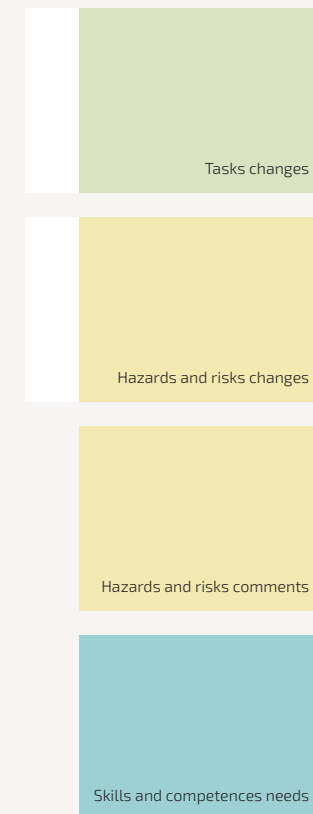 Tasks changes
Hazards and risks changes
Hazards and risks comments
Skills and competences needs